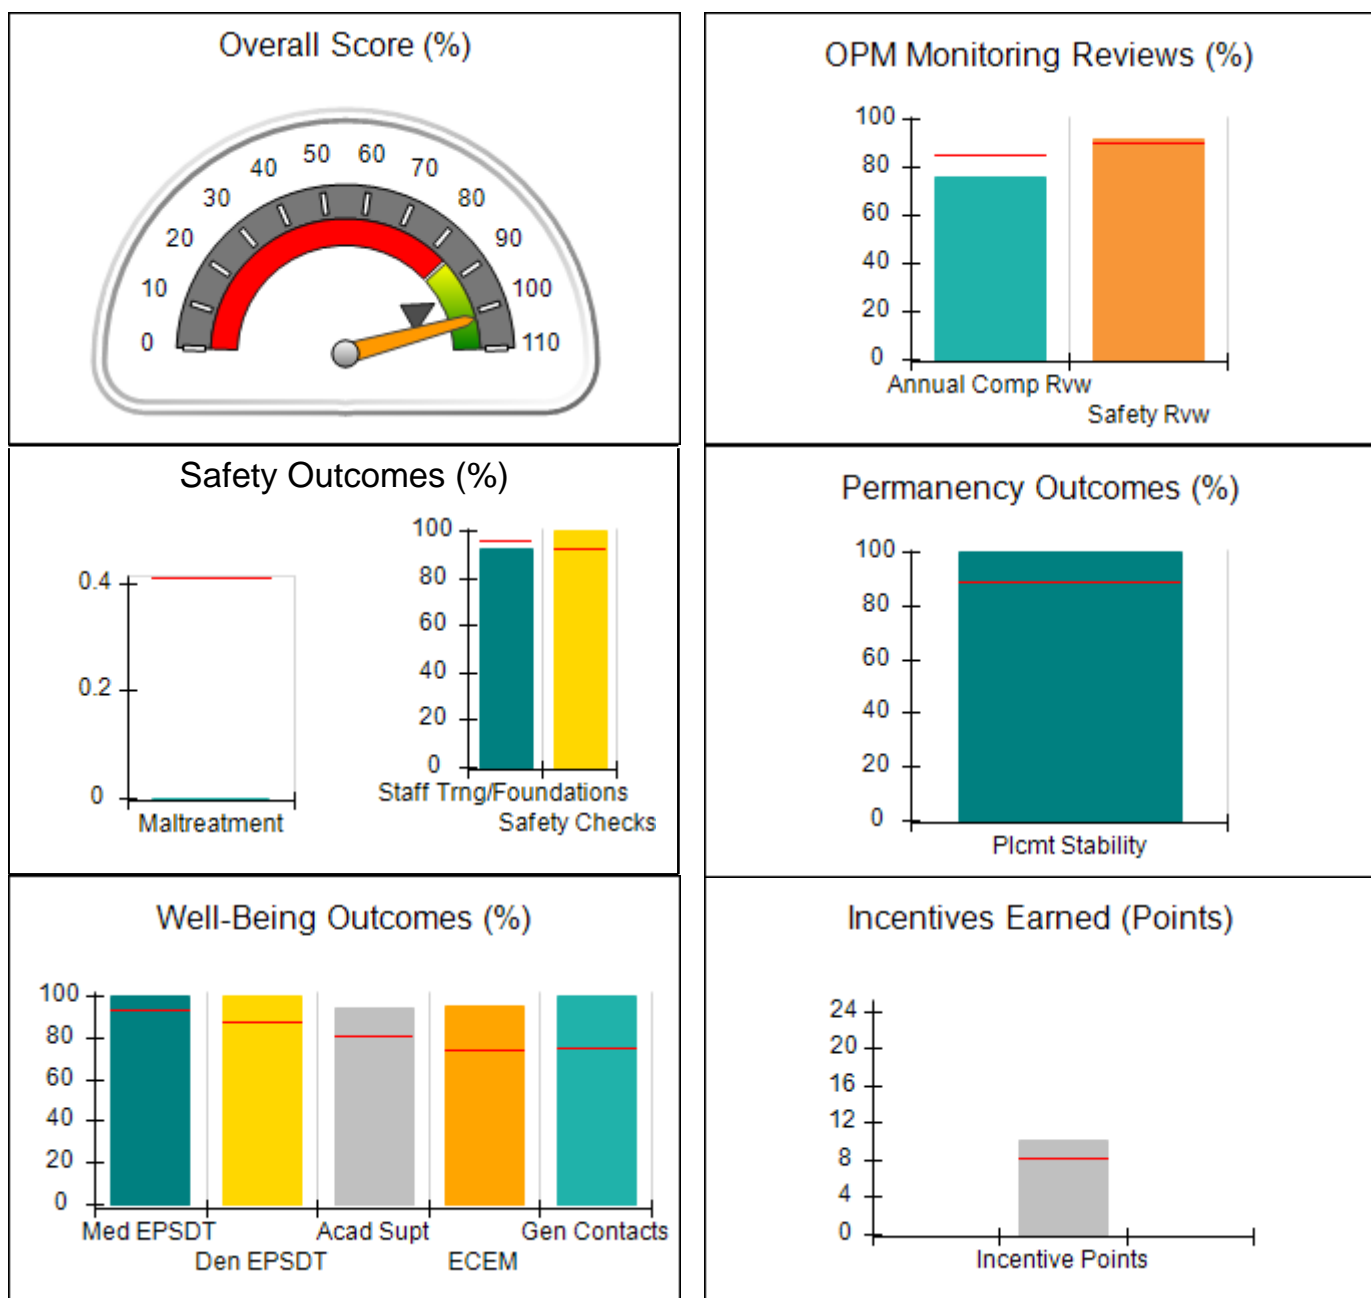 Overall Score (%)
0
10
20
30
40
50
60
70
80
90
100
110
OPM Monitoring Reviews (%)
100
80
60
40
20
0
Annual Comp Rvw
Safety Rvw
Safety Outcomes (%)
0.4
0.2
0
Maltreatment
100
80
60
40
20
0
Staff Trng/Foundations
Safety Checks
Permanency Outcomes (%)
100
80
60
40
20
0
Plcmt Stability
Well-Being Outcomes (%)
100
80
60
40
20
0
Med EPSDT
Den EPSDT
Acad Supt
ECEM
Gen Contacts
Incentives Earned (Points)
24
20
16
12
8
4
0
Incentive Points